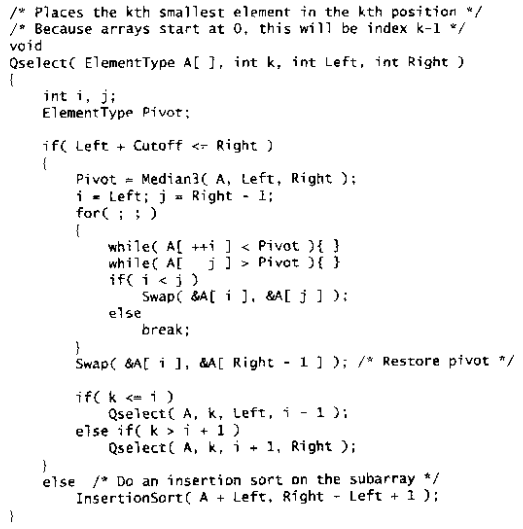 /* Places the kth smallest element in the kth position */
/* Because arrays start at 0, this will be index k-1 */
void
Qselect( ElementType A[ ], int k, int Left, int Right )
{
    int i, j;
    ElementType Pivot;

    if( Left + Cutoff <= Right )
    {
        Pivot = Median3( A, Left, Right );
        i = Left; j = Right - 1;
        for( ; ; )
        {
            while( A[ ++i ] < Pivot ){ }
            while( A[   j ] > Pivot ){ }
            if( i < j )
                Swap( &A[ i ], &A[ j ] );
            else
                break;
        }
        Swap( &A[ i ], &A[ Right - 1 ] ); /* Restore pivot */

        if( k <= i )
            Qselect( A, k, Left, i - 1 );
        else if( k > i + 1 )
            Qselect( A, k, i + 1, Right );
    }
    else  /* Do an insertion sort on the subarray */
        InsertionSort( A + Left, Right - Left + 1 );
}